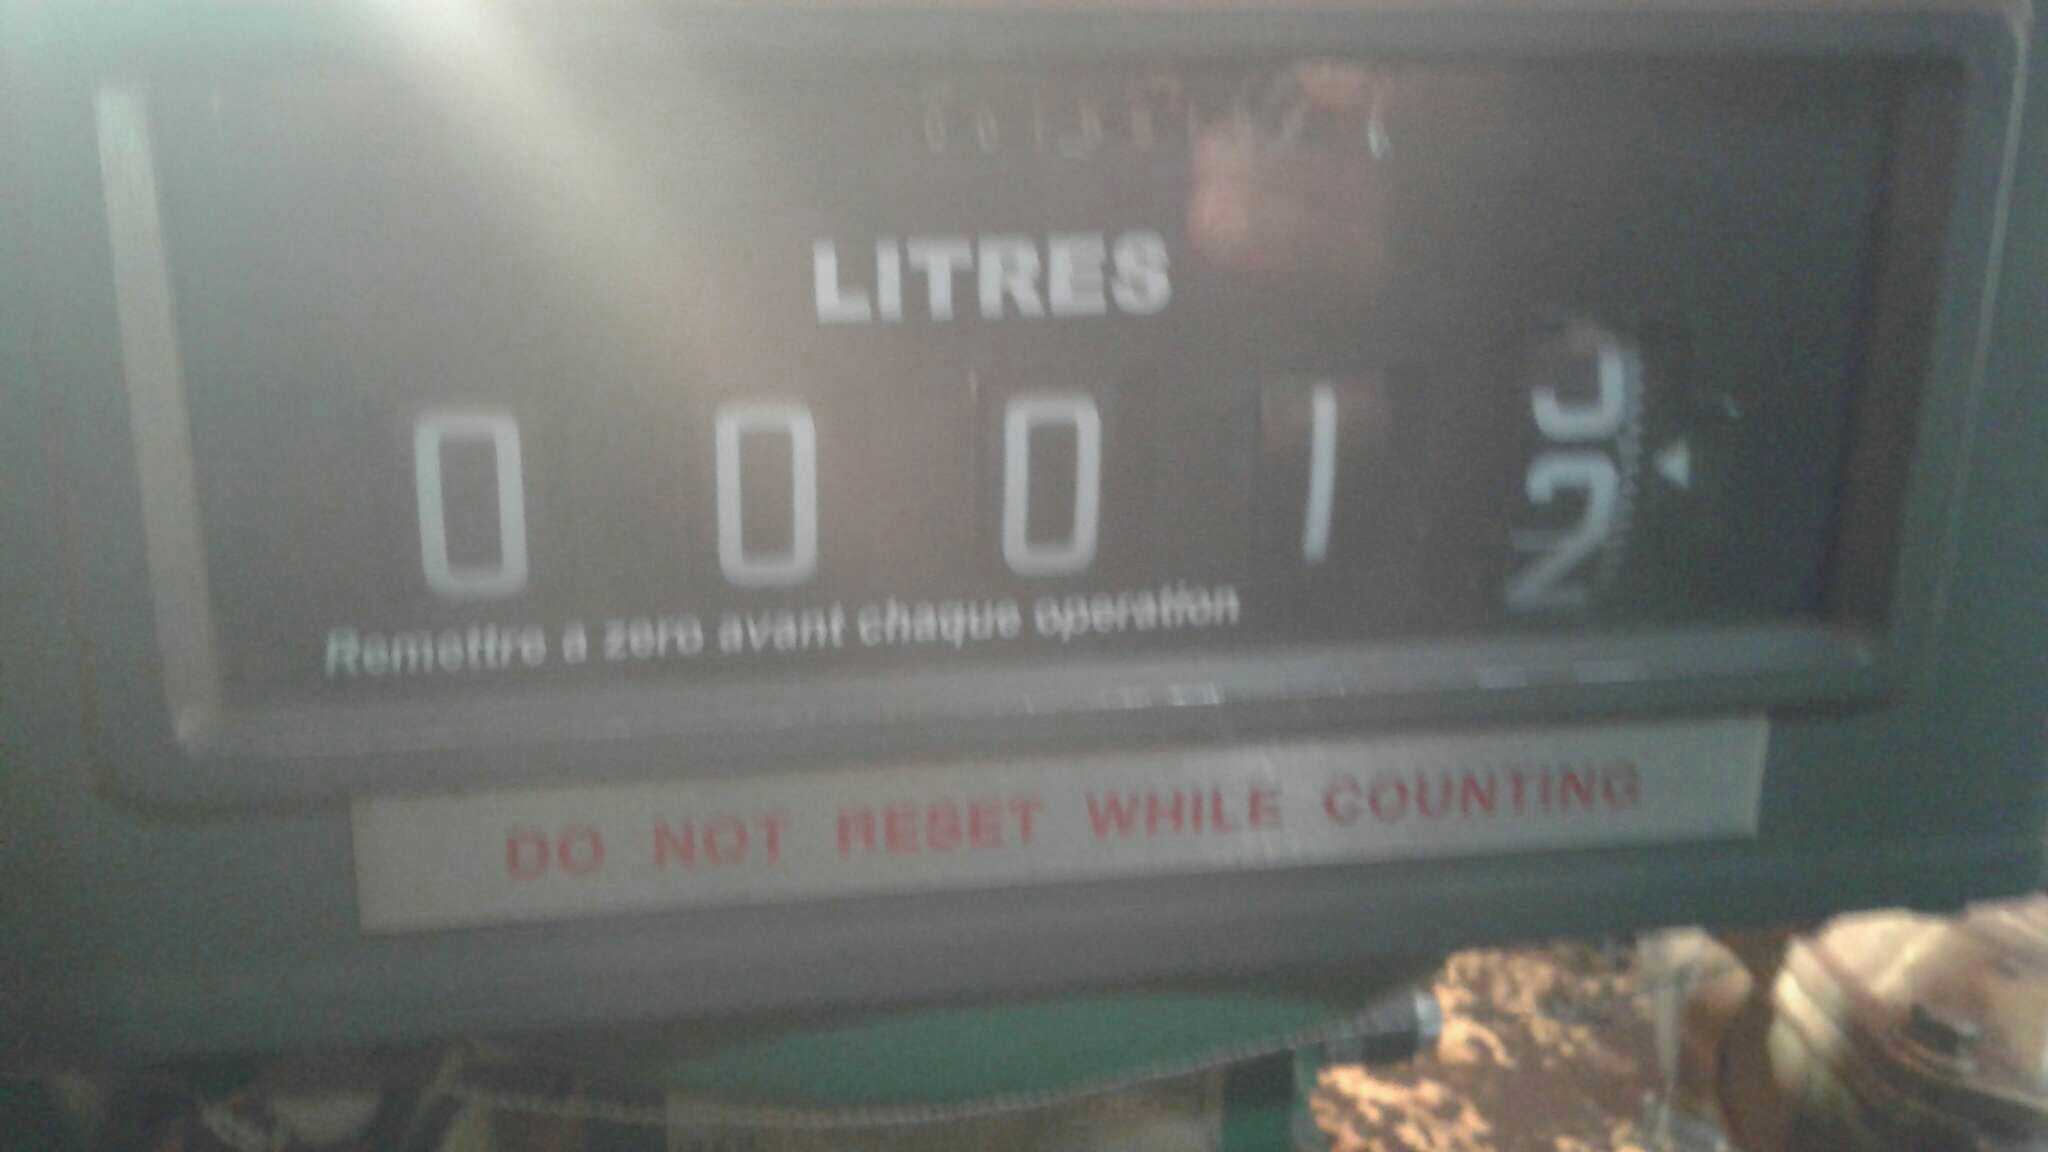 LITRES
0 0 0 1 2
Remettre a zero avant chaque operation
DO NOT RESET WHILE COUNTING